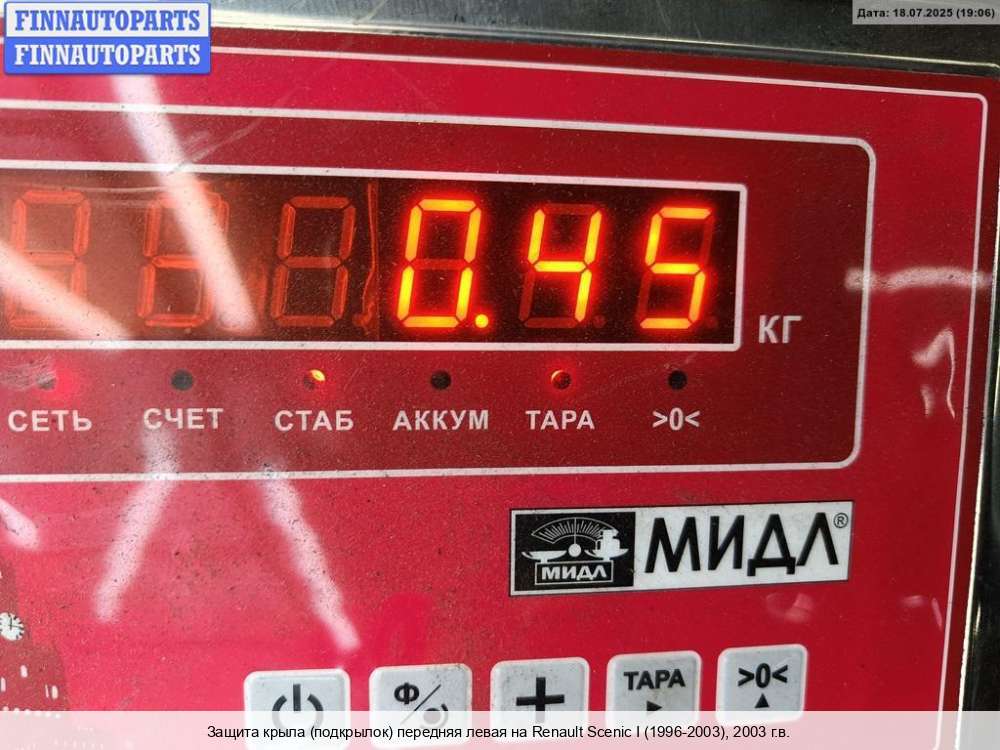 FINNAUTOPARTS
FINNAUTOPARTS
Дата: 18.07.2025 (19:06)
0.45
КГ
СЕТЬ СЧЕТ СТАБ АККУМ ТАРА >0<
МИДЛ МИДЛ®
Ф ТАРА >0<
Защита крыла (подкрылок) передняя левая на Renault Scenic I (1996-2003), 2003 г.в.